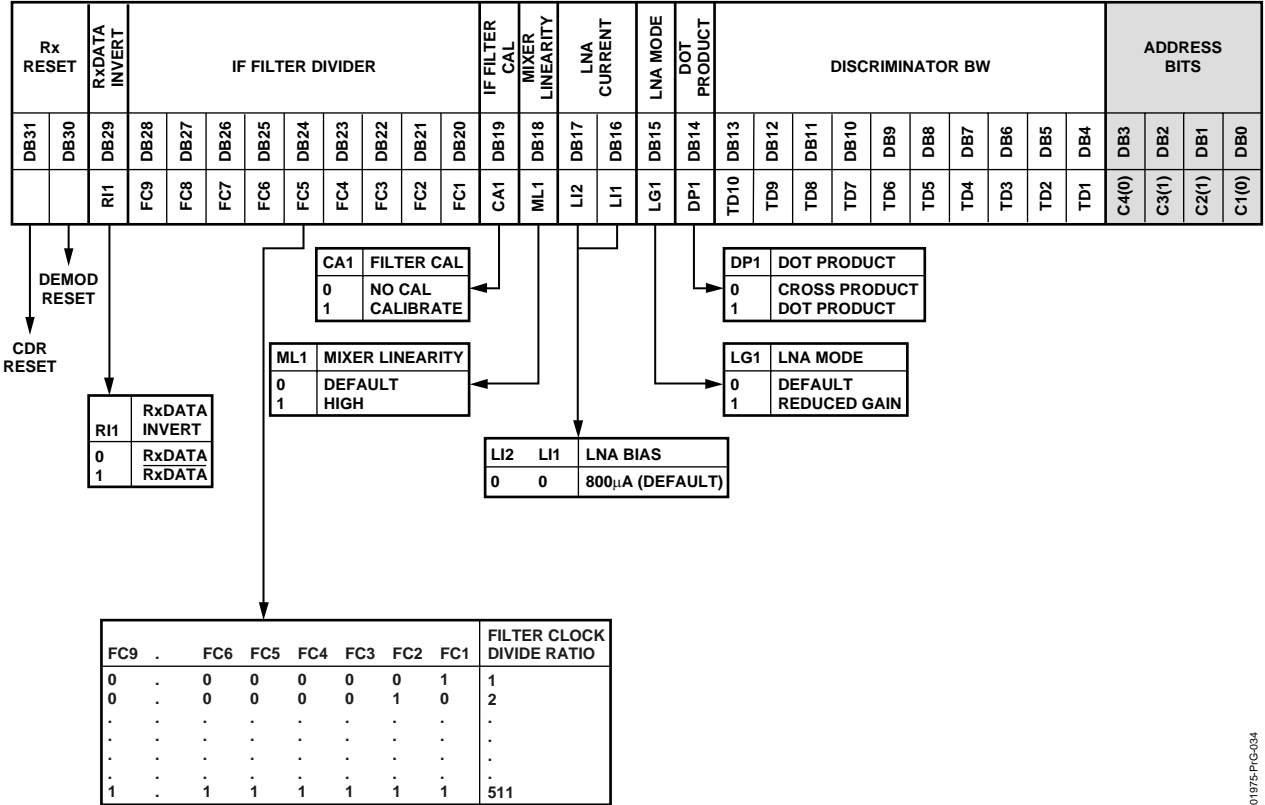 Rx RESET
RxDATA INVERT
IF FILTER DIVIDER
IF FILTER CAL
MIXER LINEARITY
LNA CURRENT
LNA MODE
DOT PRODUCT
DISCRIMINATOR BW
ADDRESS BITS
DB31 DB30 DB29 DB28 DB27 DB26 DB25 DB24 DB23 DB22 DB21 DB20 DB19 DB18 DB17 DB16 DB15 DB14 DB13 DB12 DB11 DB10 DB9 DB8 DB7 DB6 DB5 DB4 DB3 DB2 DB1 DB0
RI1 FC9 FC8 FC7 FC6 FC5 FC4 FC3 FC2 FC1 CA1 ML1 LI2 LI1 LG1 DP1 TD10 TD9 TD8 TD7 TD6 TD5 TD4 TD3 TD2 TD1 C4(0) C3(1) C2(1) C1(0)
DEMOD
RESET
CDR
RESET
CA1 FILTER CAL
0 NO CAL
1 CALIBRATE
DP1 DOT PRODUCT
0 CROSS PRODUCT
1 DOT PRODUCT
ML1 MIXER LINEARITY
0 DEFAULT
1 HIGH
LG1 LNA MODE
0 DEFAULT
1 REDUCED GAIN
RI1 RxDATA INVERT
0 RxDATA
1 RxDATA
LI2 LI1 LNA BIAS
0 0 800µA (DEFAULT)
FC9 . FC6 FC5 FC4 FC3 FC2 FC1 FILTER CLOCK DIVIDE RATIO
0 . 0 0 0 0 0 1 1
0 . 0 0 0 0 1 0 2
. . . . . . . . .
. . . . . . . . .
. . . . . . . . .
. . . . . . . . .
1 . 1 1 1 1 1 1 511
01975-PrG-034